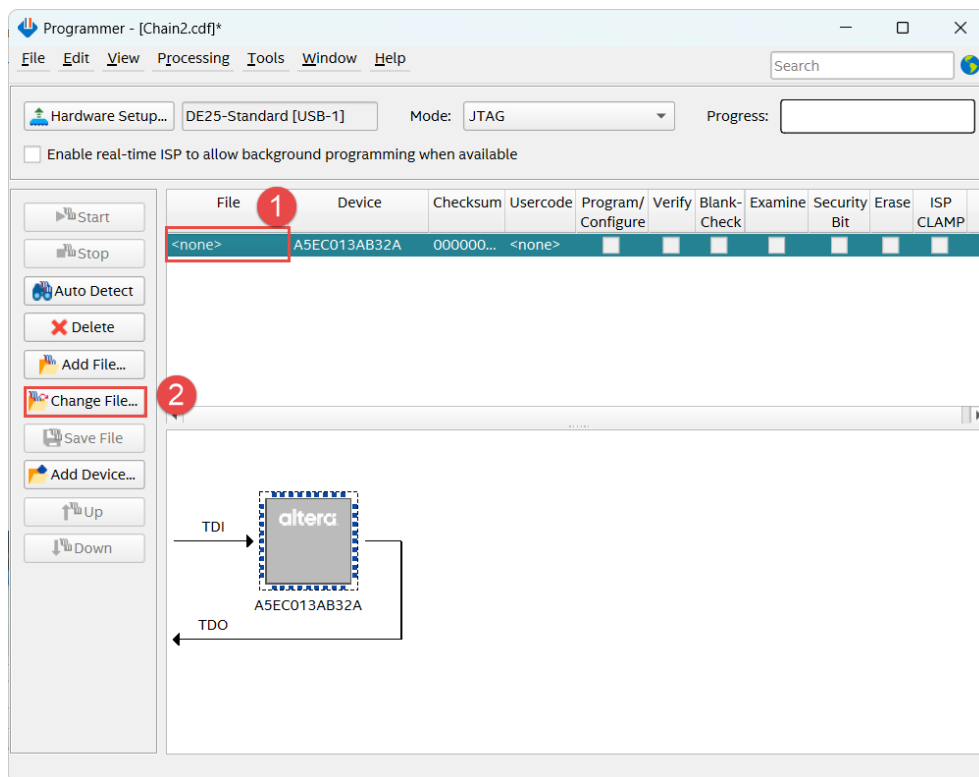 Programmer - [Chain2.cdf]*
File Edit View Processing Tools Window Help
Search
Hardware Setup... DE25-Standard [USB-1] Mode: JTAG Progress:
Enable real-time ISP to allow background programming when available
File 1 Device Checksum Usercode Program/ Verify Blank- Examine Security Erase ISP
Configure Check Bit CLAMP
<none> A5EC013AB32A 000000... <none>
Start
Stop
Auto Detect
Delete
Add File...
Change File... 2
Save File
Add Device...
Up
Down
altera
TDI
A5EC013AB32A
TDO